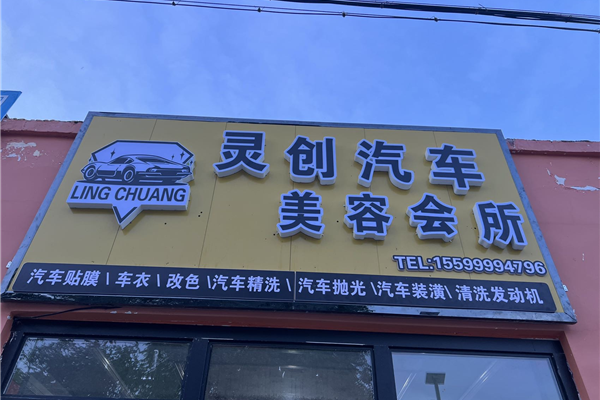 灵创汽车
LING CHUANG
美容会所
TEL:15599994796
汽车贴膜\车衣\改色\汽车精洗\汽车抛光\汽车装潢\清洗发动机